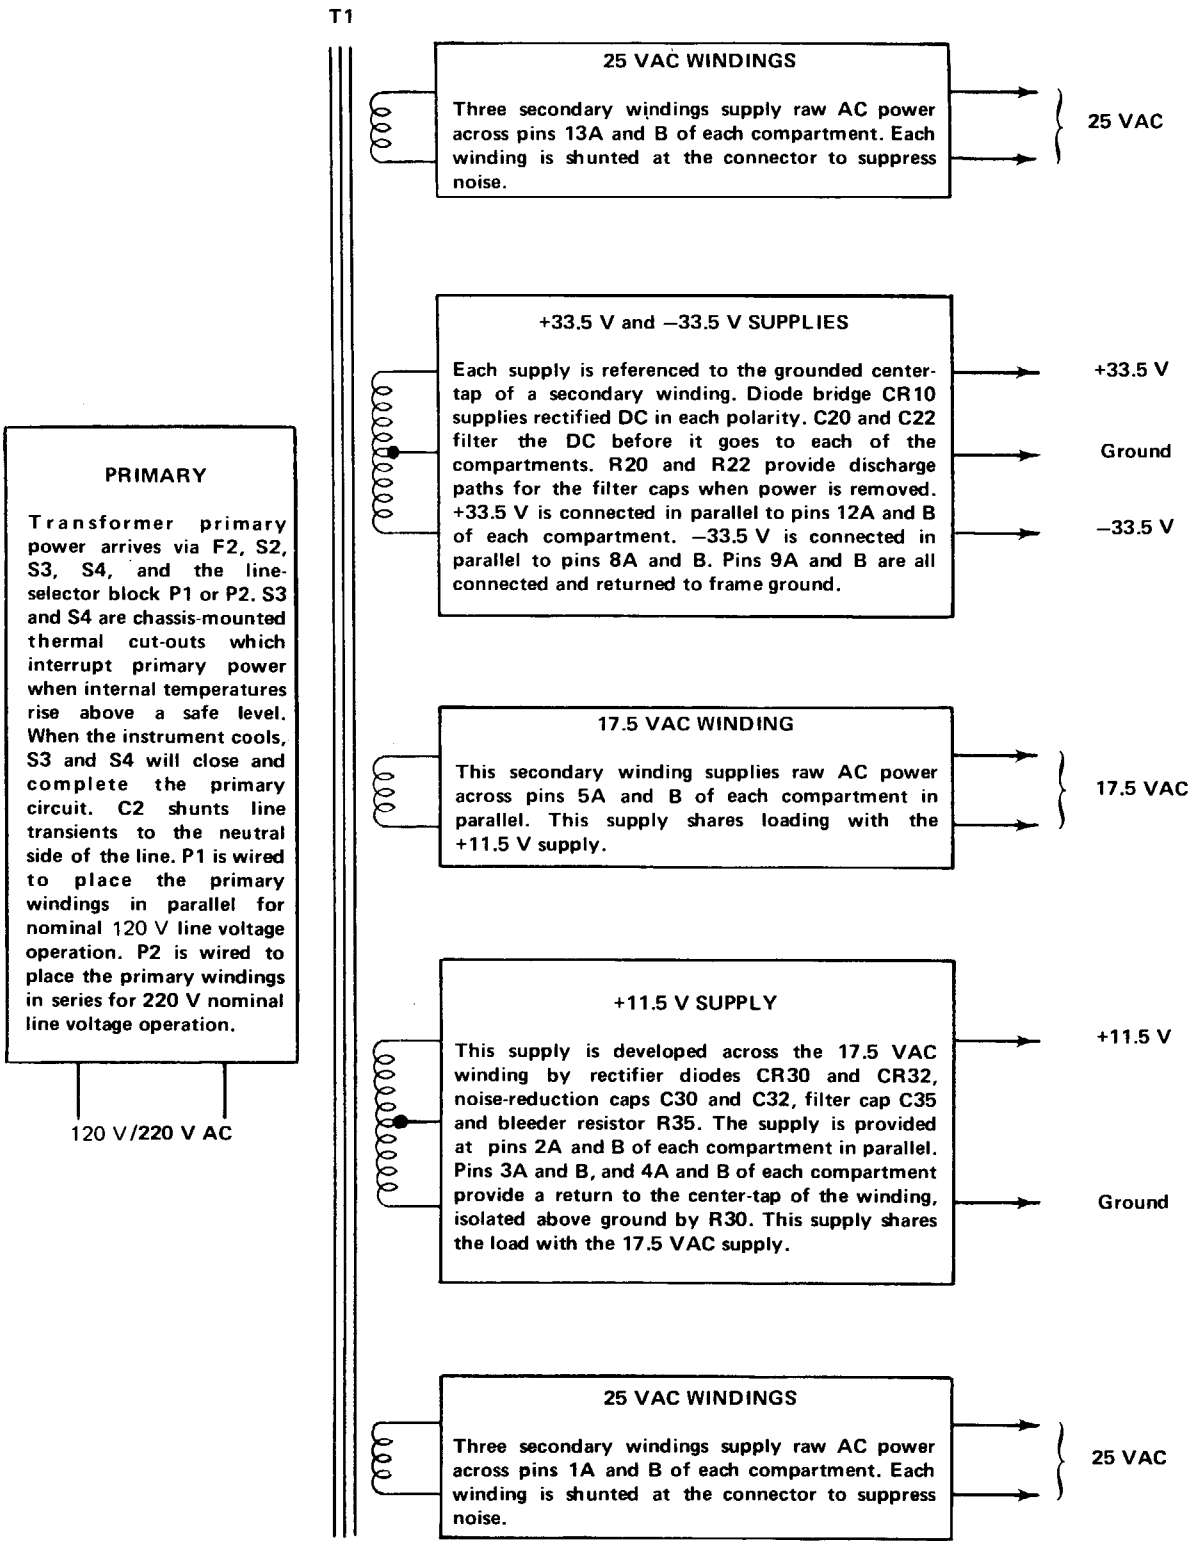 T1
25 VAC WINDINGS
Three secondary windings supply raw AC power
across pins 13A and B of each compartment. Each
winding is shunted at the connector to suppress
noise.
25 VAC
+33.5 V and −33.5 V SUPPLIES
Each supply is referenced to the grounded center-
tap of a secondary winding. Diode bridge CR10
supplies rectified DC in each polarity. C20 and C22
filter the DC before it goes to each of the
compartments. R20 and R22 provide discharge
paths for the filter caps when power is removed.
+33.5 V is connected in parallel to pins 12A and B
of each compartment. −33.5 V is connected in
parallel to pins 8A and B. Pins 9A and B are all
connected and returned to frame ground.
+33.5 V
Ground
−33.5 V
PRIMARY
Transformer primary
power arrives via F2, S2,
S3, S4, and the line-
selector block P1 or P2. S3
and S4 are chassis-mounted
thermal cut-outs which
interrupt primary power
when internal temperatures
rise above a safe level.
When the instrument cools,
S3 and S4 will close and
complete the primary
circuit. C2 shunts line
transients to the neutral
side of the line. P1 is wired
to place the primary
windings in parallel for
nominal 120 V line voltage
operation. P2 is wired to
place the primary windings
in series for 220 V nominal
line voltage operation.
120 V/220 V AC
17.5 VAC WINDING
This secondary winding supplies raw AC power
across pins 5A and B of each compartment in
parallel. This supply shares loading with the
+11.5 V supply.
17.5 VAC
+11.5 V SUPPLY
This supply is developed across the 17.5 VAC
winding by rectifier diodes CR30 and CR32,
noise-reduction caps C30 and C32, filter cap C35
and bleeder resistor R35. The supply is provided
at pins 2A and B of each compartment in parallel.
Pins 3A and B, and 4A and B of each compartment
provide a return to the center-tap of the winding,
isolated above ground by R30. This supply shares
the load with the 17.5 VAC supply.
+11.5 V
Ground
25 VAC WINDINGS
Three secondary windings supply raw AC power
across pins 1A and B of each compartment. Each
winding is shunted at the connector to suppress
noise.
25 VAC